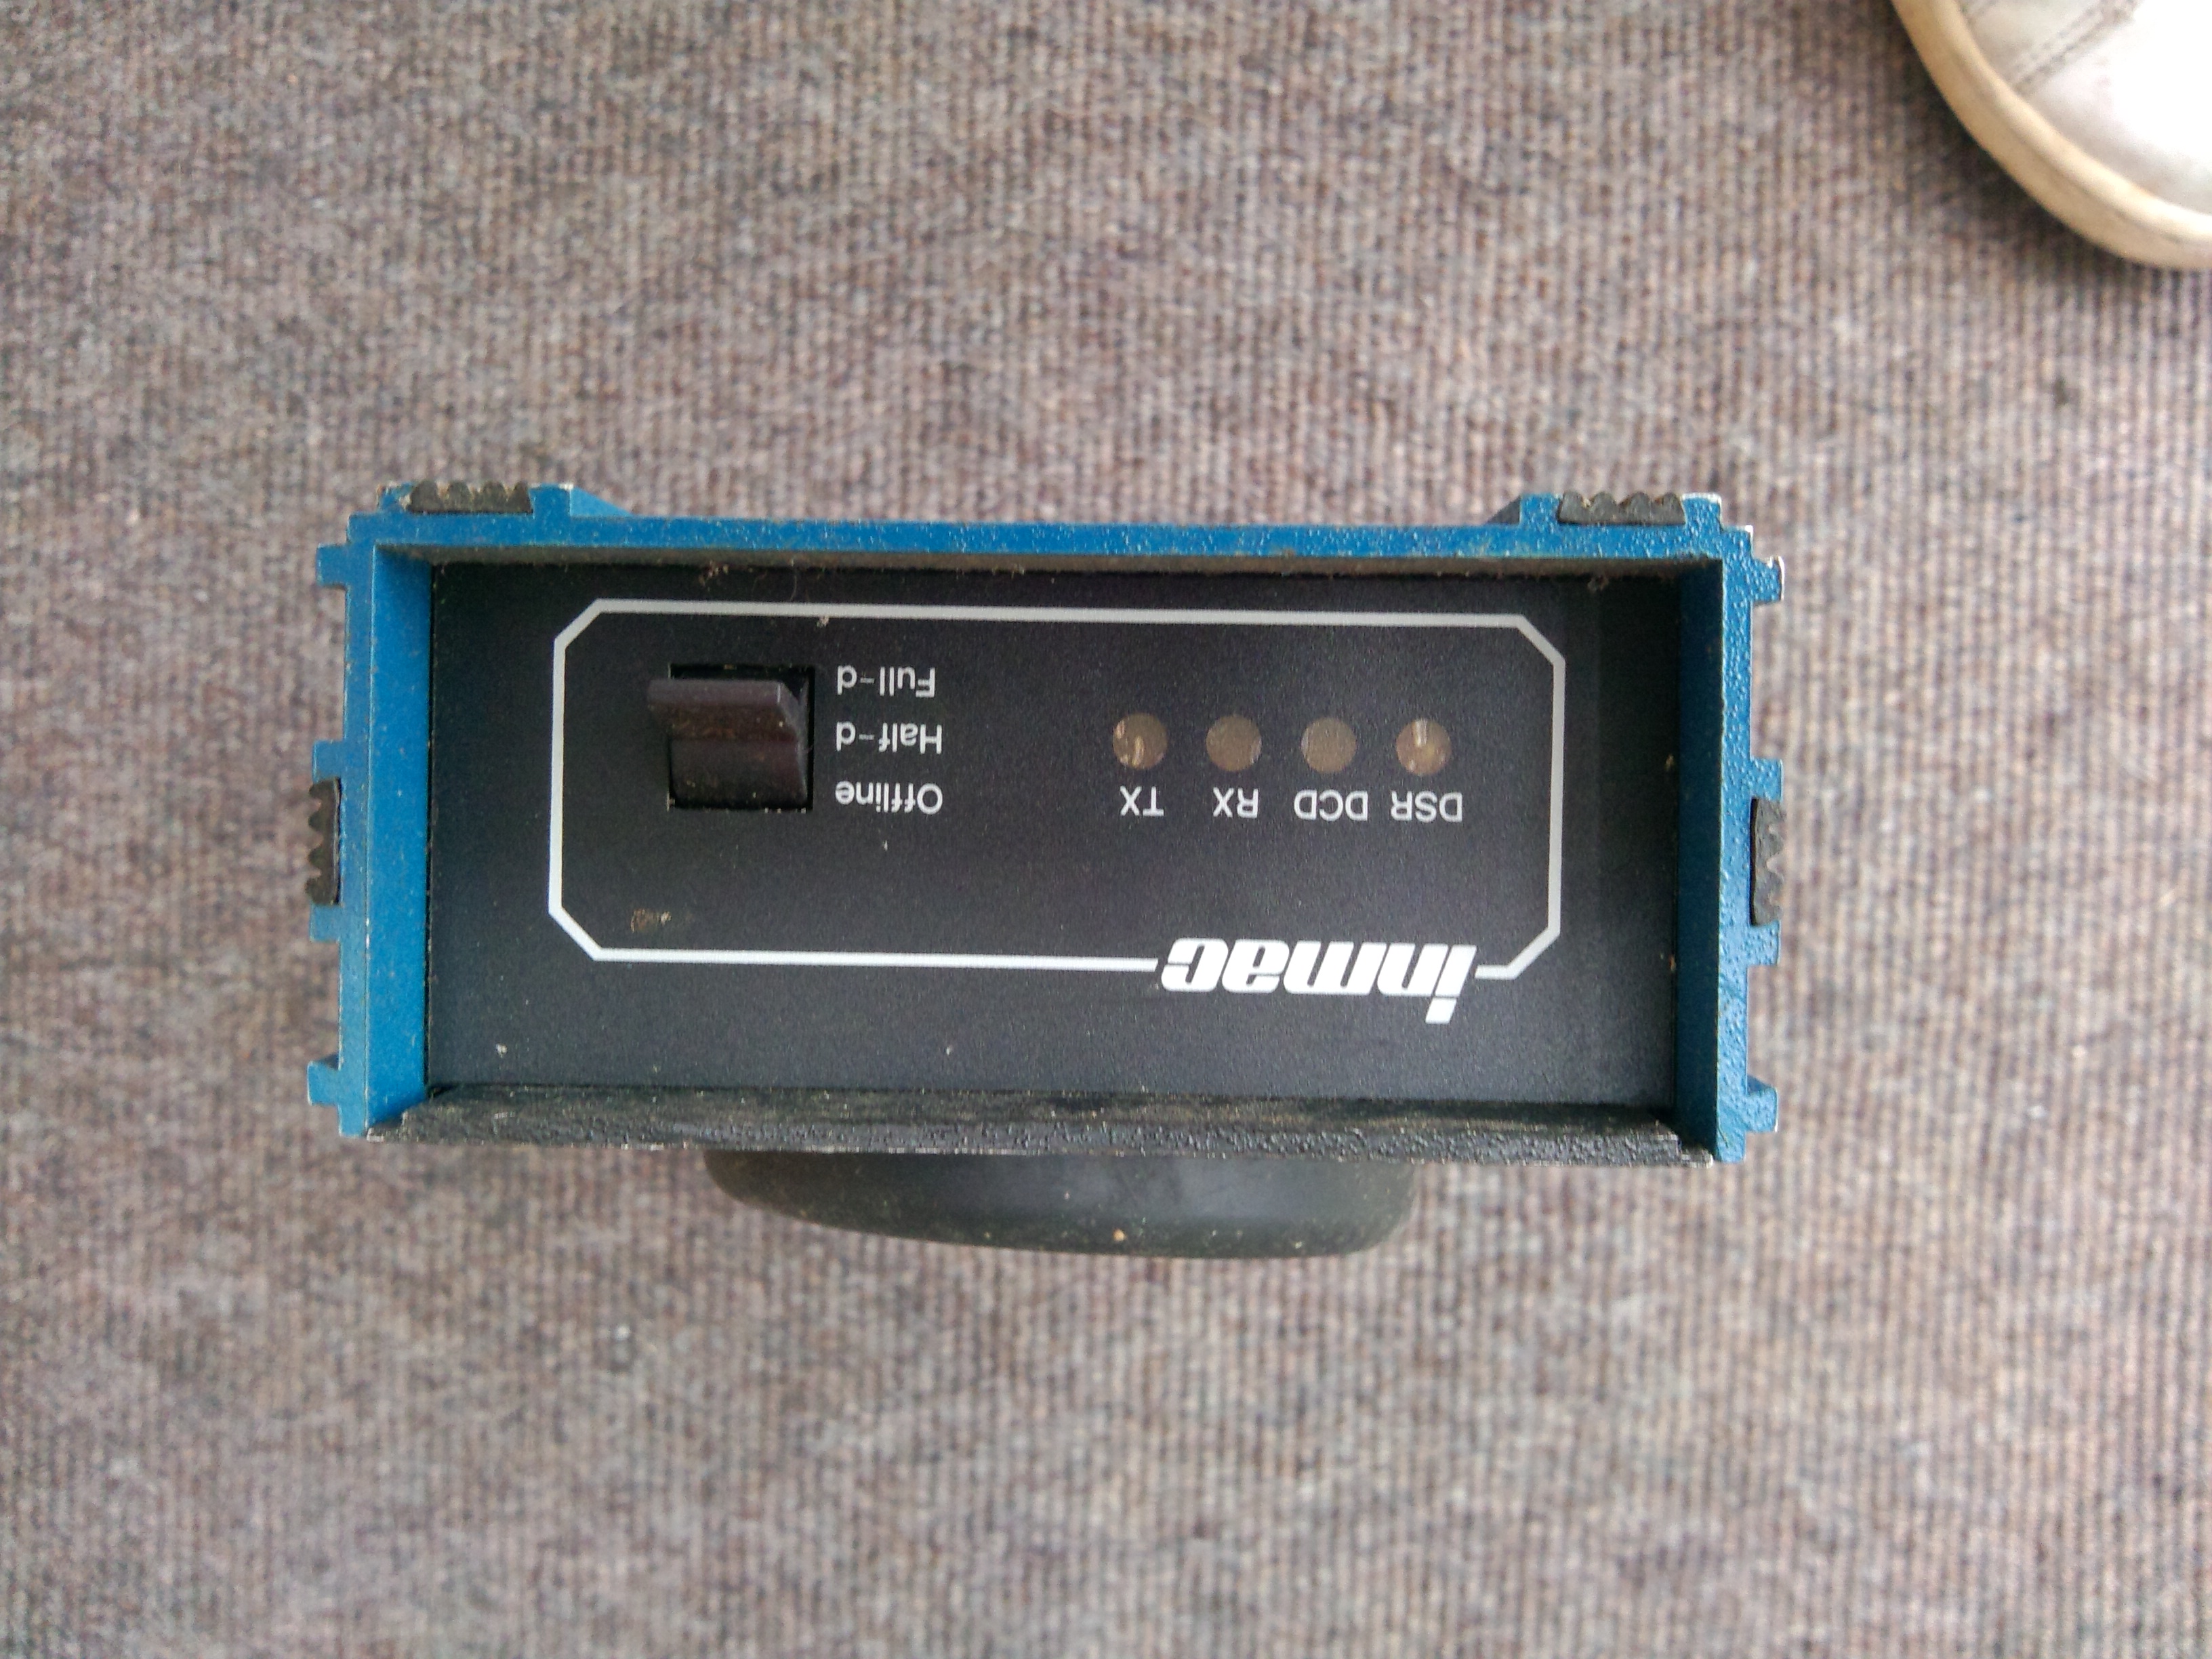 inmac
DSR DCD RX TX
Offline
Half-d
Full-d